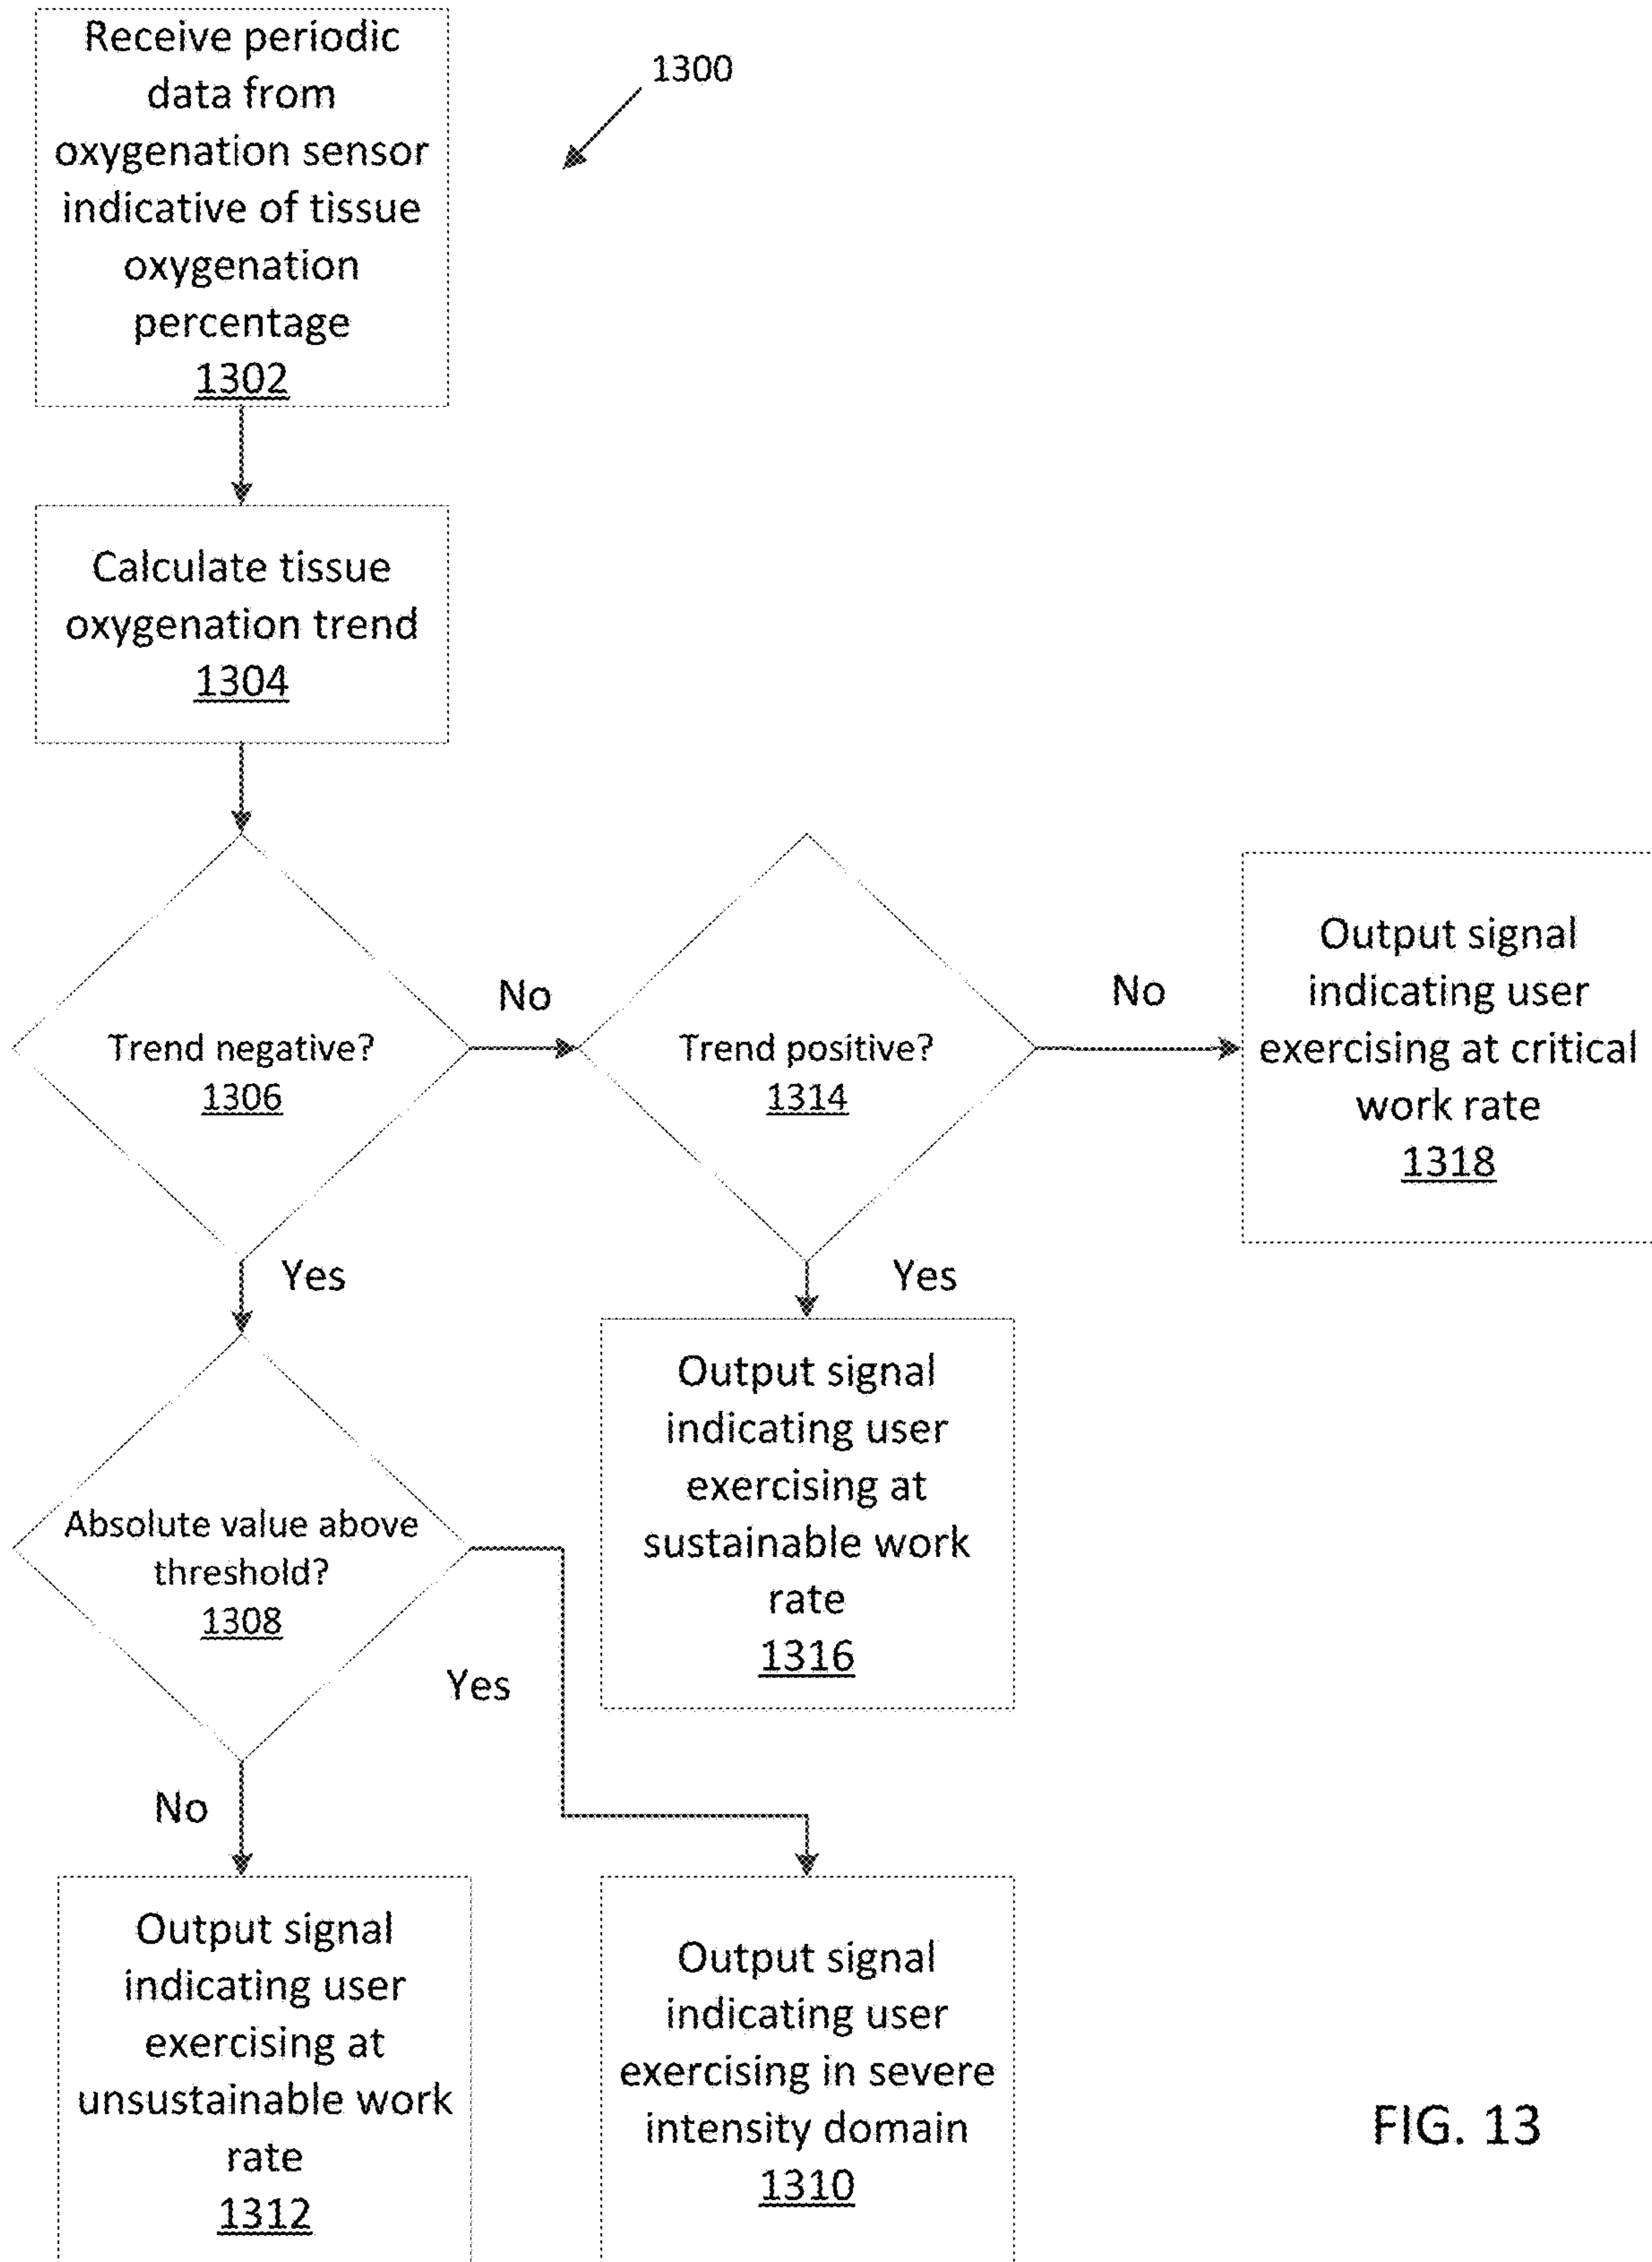 Receive periodic
data from
oxygenation sensor
indicative of tissue
oxygenation
percentage
1302
1300
Calculate tissue
oxygenation trend
1304
Trend negative?
1306
No
Trend positive?
1314
No
Output signal
indicating user
exercising at critical
work rate
1318
Yes
Yes
Absolute value above
threshold?
1308
Output signal
indicating user
exercising at
sustainable work
rate
1316
Yes
No
Output signal
indicating user
exercising at
unsustainable work
rate
1312
Output signal
indicating user
exercising in severe
intensity domain
1310
FIG. 13